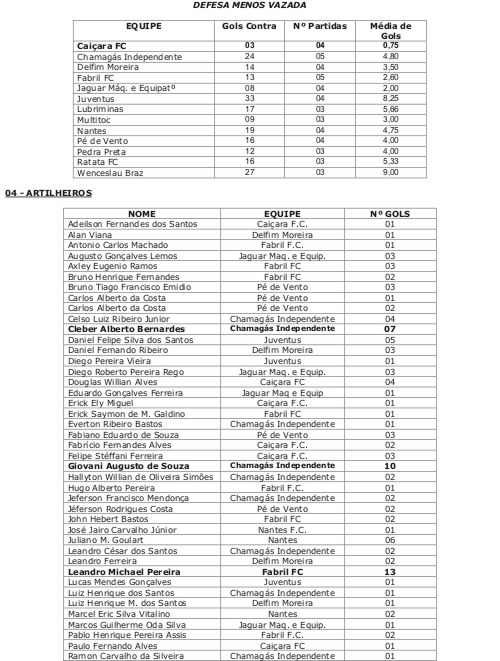 DEFESA MENOS VAZADA
EQUIPE Gols Contra Nº Partidas Média de Gols
Caiçara FC 03 04 0,75
Chamagás Independente 24 05 4,80
Delfim Moreira 14 04 3,50
Fabril FC 13 05 2,60
Jaguar Máq. e Equipatº 08 04 2,00
Juventus 33 04 8,25
Lubriminas 17 03 5,66
Multitoc 09 03 3,00
Nantes 19 04 4,75
Pé de Vento 16 04 4,00
Pedra Preta 12 03 4,00
Ratata FC 16 03 5,33
Wenceslau Braz 27 03 9,00
04 - ARTILHEIROS
NOME EQUIPE Nº GOLS
Adeilson Fernandes dos Santos Caiçara F.C. 01
Alan Viana Delfim Moreira 01
Antonio Carlos Machado Fabril F.C. 01
Augusto Gonçalves Lemos Jaguar Maq. e Equip. 03
Axley Eugenio Ramos Fabril FC 03
Bruno Henrique Fernandes Fabril FC 02
Bruno Tiago Francisco Emidio Pé de Vento 03
Carlos Alberto da Costa Pé de Vento 01
Carlos Alberto da Costa Pé de Vento 02
Celso Luiz Ribeiro Junior Chamagás Independente 04
Cleber Alberto Bernardes Chamagás Independente 07
Daniel Felipe Silva dos Santos Juventus 05
Daniel Fernando Ribeiro Delfim Moreira 03
Diego Pereira Vieira Juventus 01
Diego Roberto Pereira Rego Jaguar Maq. e Equip. 03
Douglas Willian Alves Caiçara FC 04
Eduardo Gonçalves Ferreira Jaguar Maq e Equip 01
Erick Ely Miguel Caiçara F.C. 01
Erick Saymon de M. Galdino Fabril FC 01
Everton Ribeiro Bastos Chamagás Independente 01
Fabiano Eduardo de Souza Pé de Vento 03
Fabrício Fernandes Alves Caiçara F.C. 02
Felipe Stéffani Ferreira Caiçara F.C. 03
Giovani Augusto de Souza Chamagás Independente 10
Hallyton Willian de Oliveira Simões Chamagás Independente 02
Hugo Alberto Pereira Fabril F.C. 01
Jeferson Francisco Mendonça Chamagás Independente 02
Jéferson Rodrigues Costa Pé de Vento 02
John Hebert Bastos Fabril FC 02
José Jairo Carvalho Júnior Nantes F.C. 01
Juliano M. Goulart Nantes 06
Leandro César dos Santos Chamagás Independente 02
Leandro Ferreira Delfim Moreira 02
Leandro Michael Pereira Fabril FC 13
Lucas Mendes Gonçalves Juventus 01
Luiz Henrique dos Santos Chamagás Independente 01
Luiz Henrique M. dos Santos Delfim Moreira 01
Marcel Eric Silva Vitalino Nantes 02
Marcos Guilherme Oda Silva Jaguar Maq. e Equip. 01
Pablo Henrique Pereira Assis Fabril F.C. 02
Paulo Fernando Alves Caiçara FC 01
Ramon Carvalho da Silveira Chamagás Independente 01